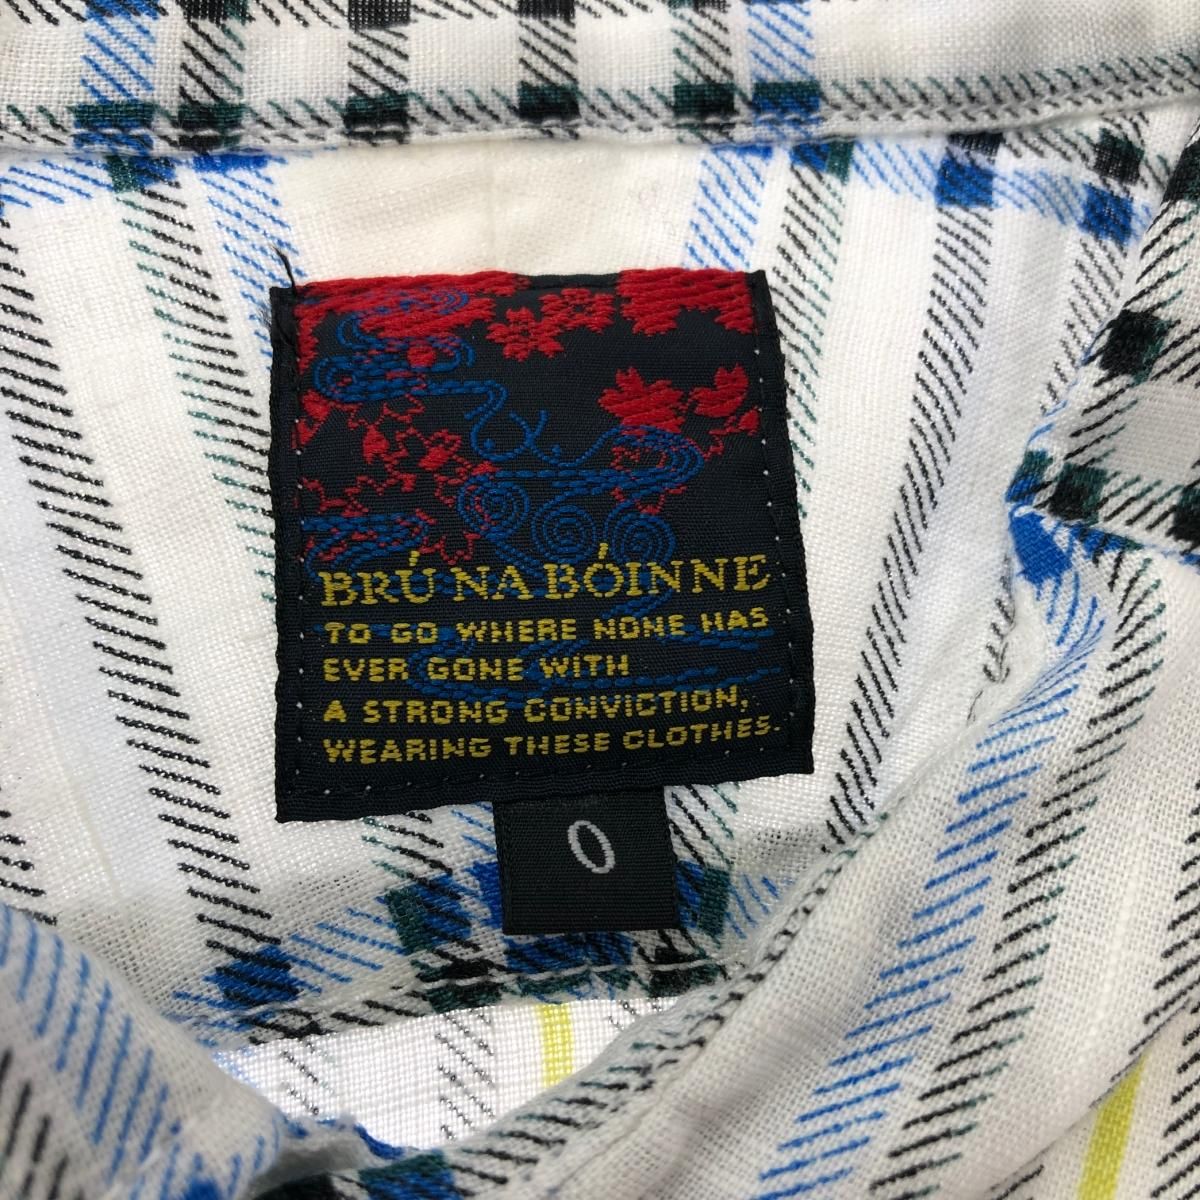 BRÚ NA BÓINNE
TO GO WHERE NONE HAS
EVER GONE WITH
A STRONG CONVICTION,
WEARING THESE CLOTHES.
0